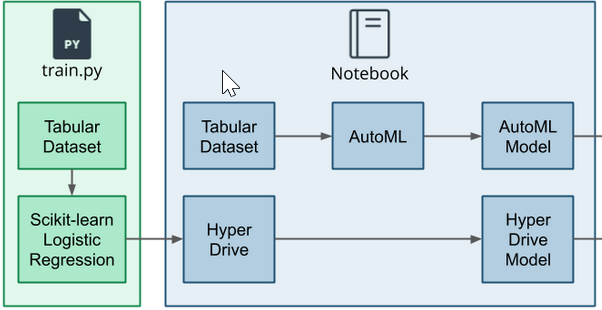 PY
train.py
Tabular
Dataset
Scikit-learn
Logistic
Regression
Notebook
Tabular
Dataset
AutoML
AutoML
Model
Hyper
Drive
Hyper
Drive
Model